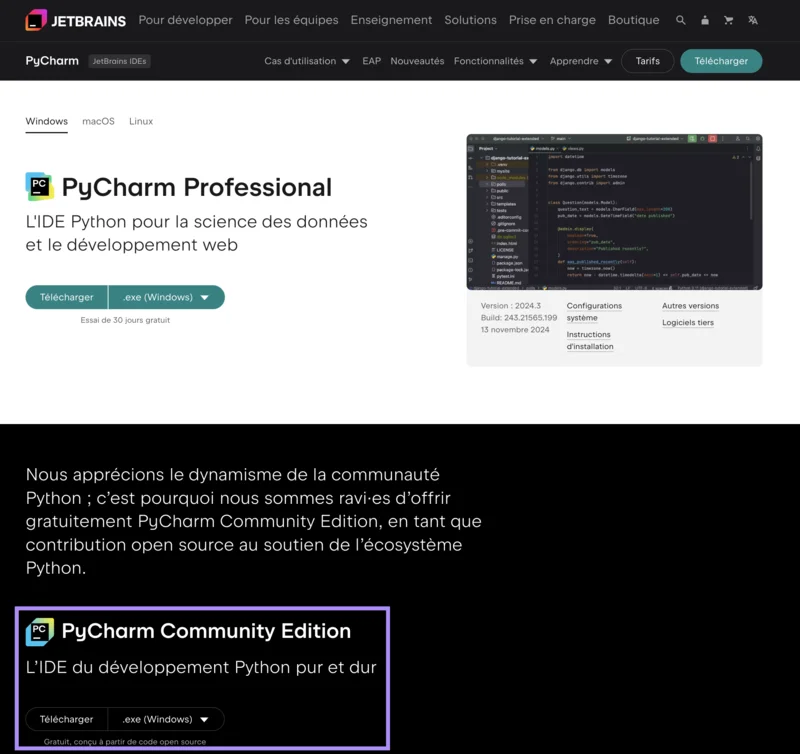 JETBRAINS Pour développer Pour les équipes Enseignement Solutions Prise en charge Boutique
PyCharm JetBrains IDEs Cas d'utilisation EAP Nouveautés Fonctionnalités Apprendre Tarifs Télécharger
Windows macOS Linux
PC PyCharm Professional
L'IDE Python pour la science des données
et le développement web
Télécharger .exe (Windows)
Essai de 30 jours gratuit
Version : 2024.3
Build: 243.21565.199
13 novembre 2024
Configurations
système
Instructions
d'installation
Autres versions
Logiciels tiers
Nous apprécions le dynamisme de la communauté
Python ; c’est pourquoi nous sommes ravi·es d’offrir
gratuitement PyCharm Community Edition, en tant que
contribution open source au soutien de l’écosystème
Python.
PC PyCharm Community Edition
L’IDE du développement Python pur et dur
Télécharger .exe (Windows)
Gratuit, conçu à partir de code open source